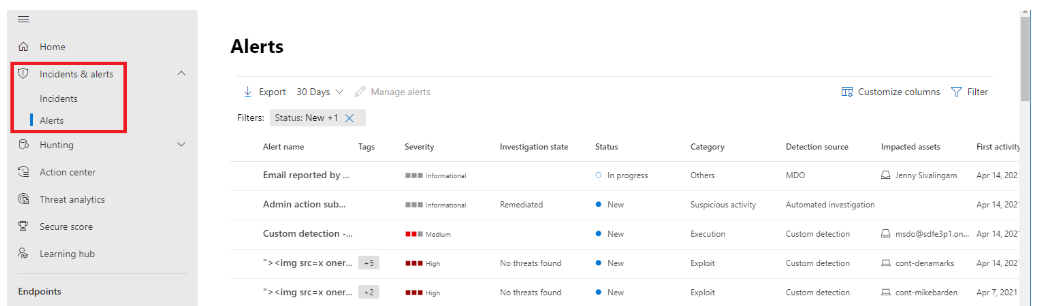 Home
Incidents & alerts
Incidents
Alerts
Hunting
Action center
Threat analytics
Secure score
Learning hub
Endpoints
Alerts
Export 30 Days Manage alerts Customize columns Filter
Filters: Status: New +1
Alert name Tags Severity Investigation state Status Category Detection source Impacted assets First activity
Email reported by ... Informational In progress Others MDO Jenny Sivalingam Apr 14, 2021
Admin action sub... Informational Remediated New Suspicious activity Automated investigation Apr 14, 2021
Custom detection -... Medium New Execution Custom detection msdo@sdfe3p1.on... Apr 14, 202
"><img src=x oner... +5 High No threats found New Exploit Custom detection cont-denamarks Apr 14, 202
"><img src=x oner... +2 High No threats found New Exploit Custom detection cont-mikebarden Apr 7, 2021